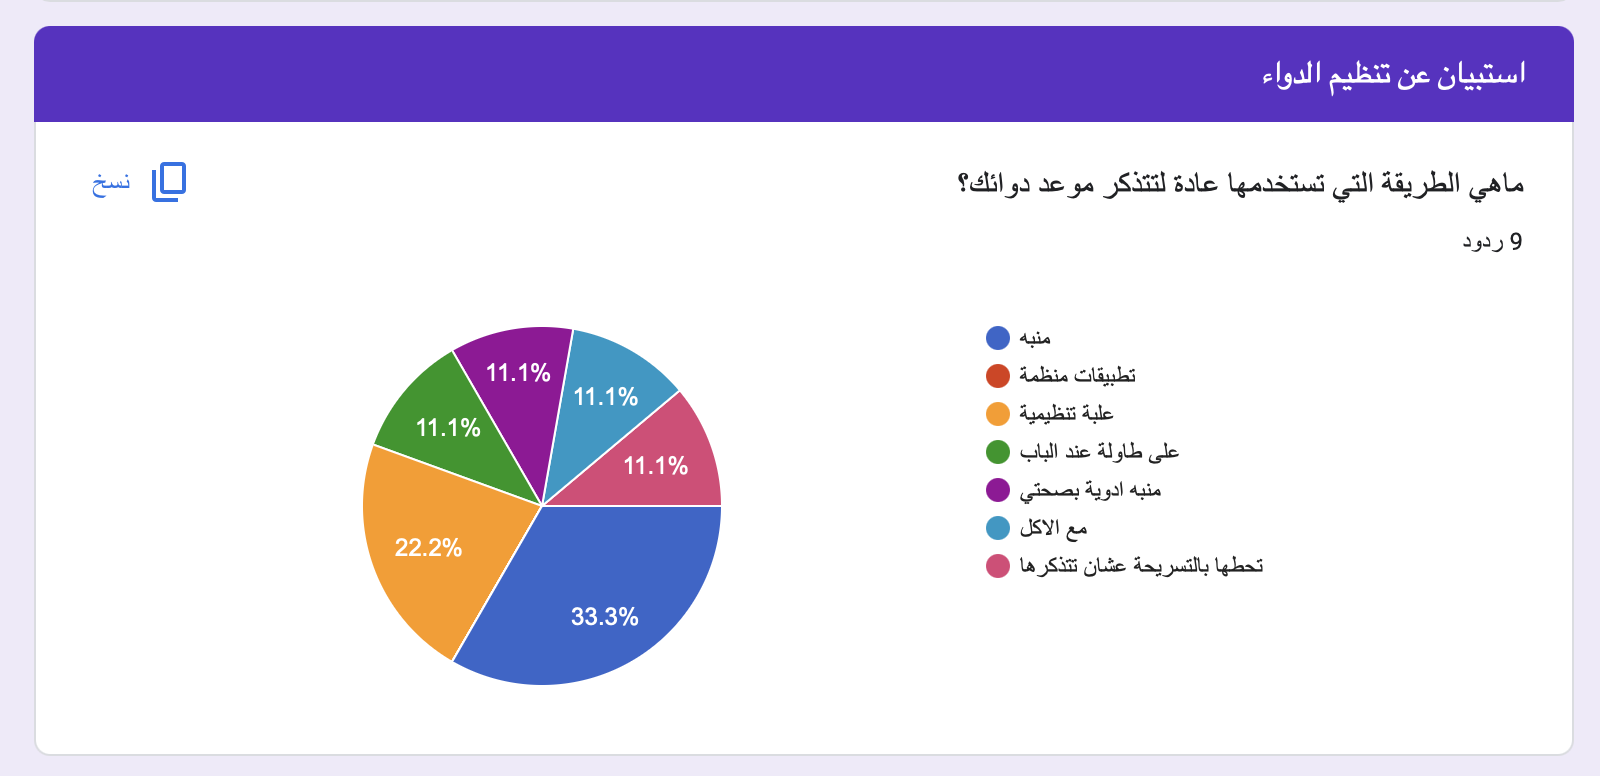 استبيان عن تنظيم الدواء
ماهي الطريقة التي تستخدمها عادة لتتذكر موعد دوائك؟
نسخ
9 ردود
منبه
تطبيقات منظمة
علبة تنظيمية
على طاولة عند الباب
منبه ادوية بصحتي
مع الاكل
تحطها بالتسريحة عشان تتذكرها
11.1%
11.1%
11.1%
11.1%
22.2%
33.3%